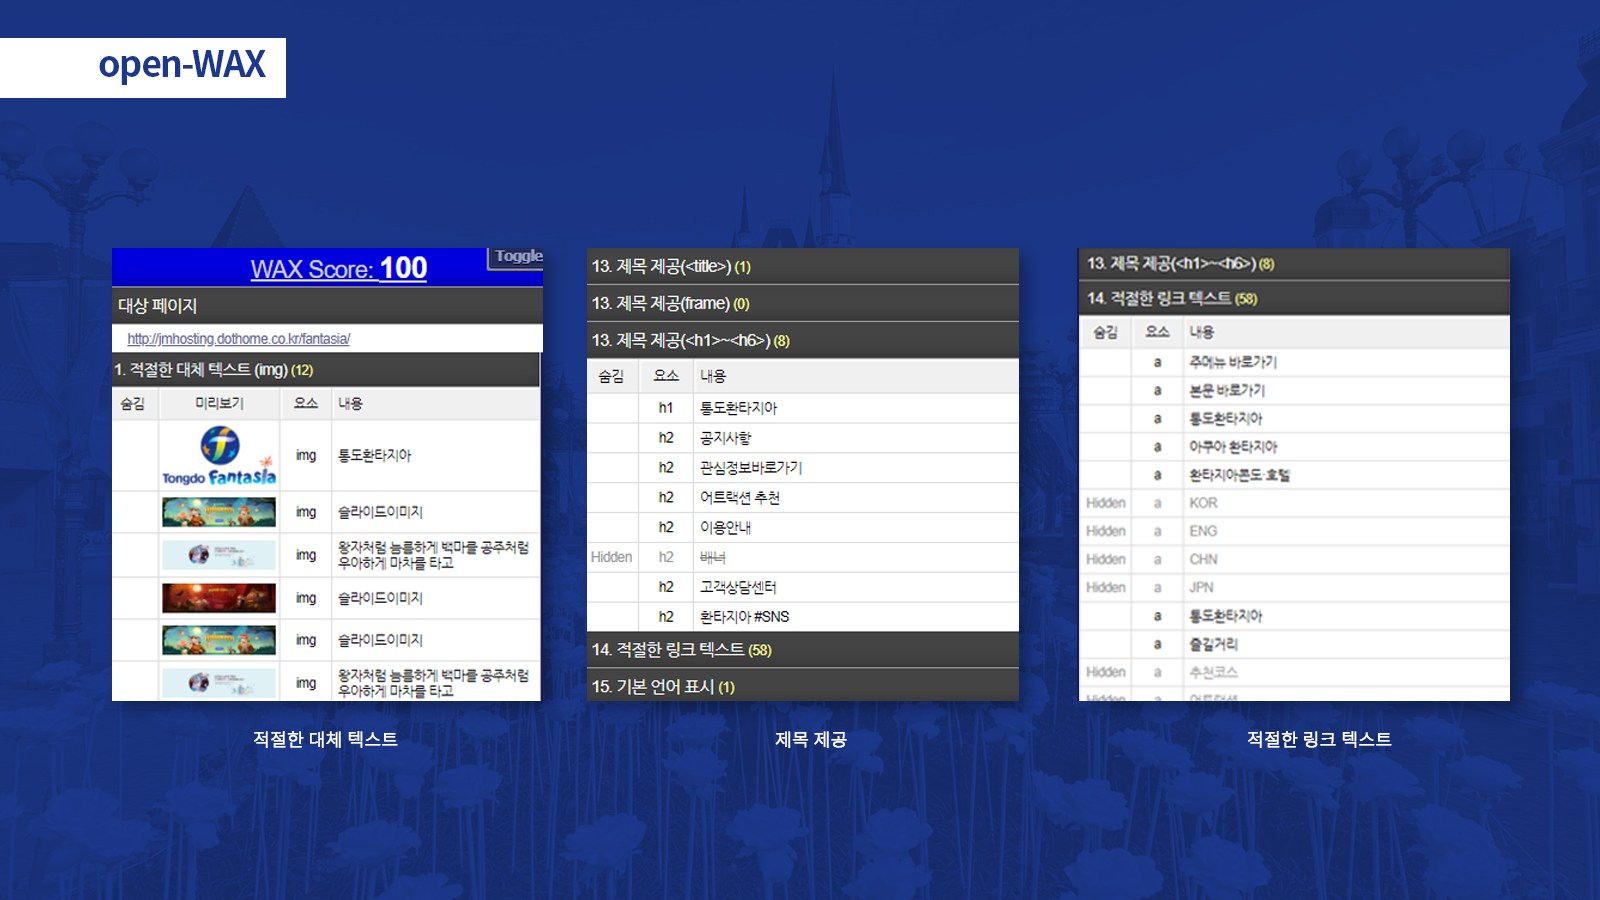 open-WAX
WAX Score: 100
Toggle
대상 페이지
http://jmhosting.dothome.co.kr/fantasia/
1. 적절한 대체 텍스트 (img) (12)
숨김 미리보기 요소 내용
Tongdo Fantasia img 통도환타지아
img 슬라이드이미지
img 왕자처럼 늠름하게 백마를 공주처럼
우아하게 마차를 타고
img 슬라이드이미지
img 슬라이드이미지
img 왕자처럼 늠름하게 백마를 공주처럼
우아하게 마차를 타고
적절한 대체 텍스트
13. 제목 제공(<title>) (1)
13. 제목 제공(frame) (0)
13. 제목 제공(<h1>~<h6>) (8)
숨김 요소 내용
h1 통도환타지아
h2 공지사항
h2 관심정보바로가기
h2 어트랙션 추천
h2 이용안내
Hidden h2 배너
h2 고객상담센터
h2 환타지아 #SNS
14. 적절한 링크 텍스트 (58)
15. 기본 언어 표시 (1)
제목 제공
13. 제목 제공(<h1>~<h6>) (8)
14. 적절한 링크 텍스트 (58)
숨김 요소 내용
a 주메뉴 바로가기
a 본문 바로가기
a 통도환타지아
a 아쿠아 환타지아
a 환타지아콘도·호텔
Hidden a KOR
Hidden a ENG
Hidden a CHN
Hidden a JPN
a 통도환타지아
a 즐길거리
Hidden a 추천코스
Hidden a 어트랙션
적절한 링크 텍스트